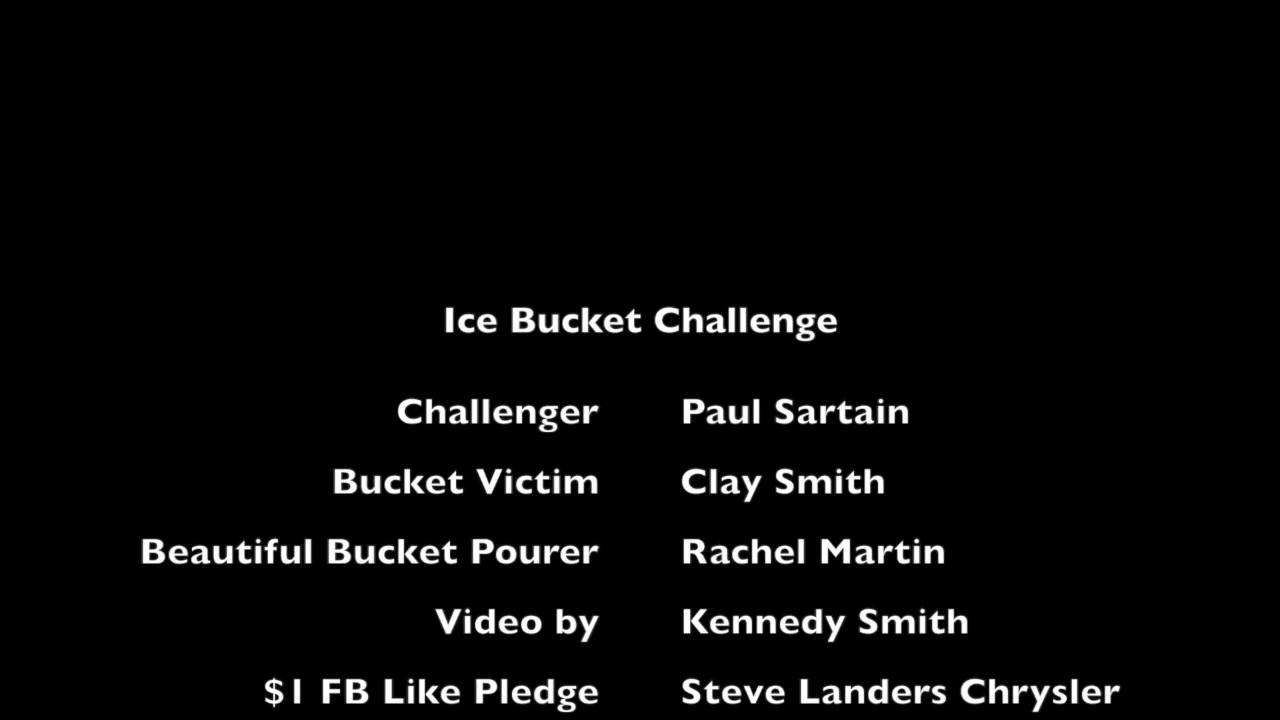 Ice Bucket Challenge
Challenger Paul Sartain
Bucket Victim Clay Smith
Beautiful Bucket Pourer Rachel Martin
Video by Kennedy Smith
$1 FB Like Pledge Steve Landers Chrysler